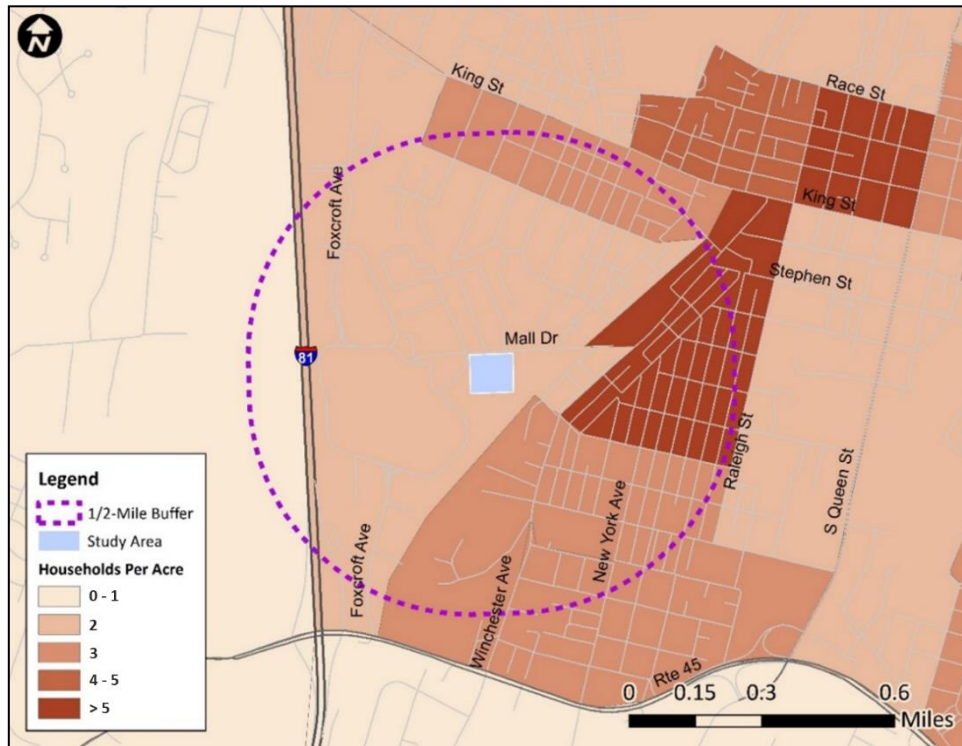 N
King St
Race St
Foxcroft Ave
King St
Stephen St
Mall Dr
81
Raleigh St
S Queen St
New York Ave
Foxcroft Ave
Winchester Ave
Rte 45
Legend
1/2-Mile Buffer
Study Area
Households Per Acre
0 - 1
2
3
4 - 5
> 5
0 0.15 0.3 0.6
Miles